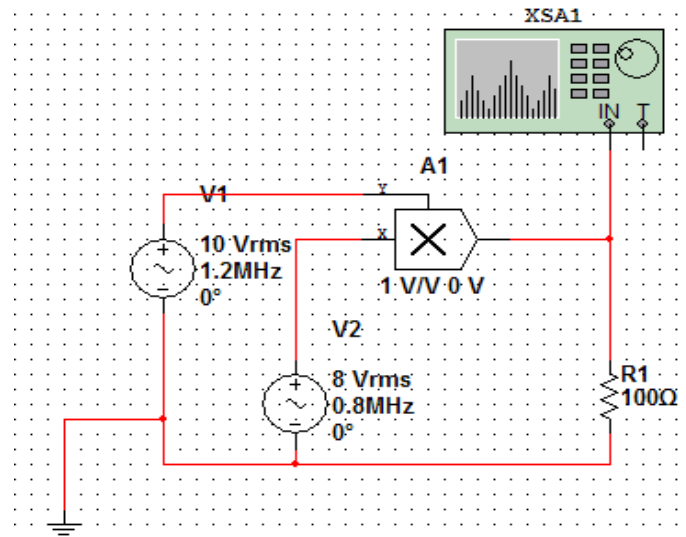 XSA1
IN T
A1
V1
Y
10 Vrms
1.2MHz
0°
X
1 V/V 0 V
V2
8 Vrms
0.8MHz
0°
R1
100Ω